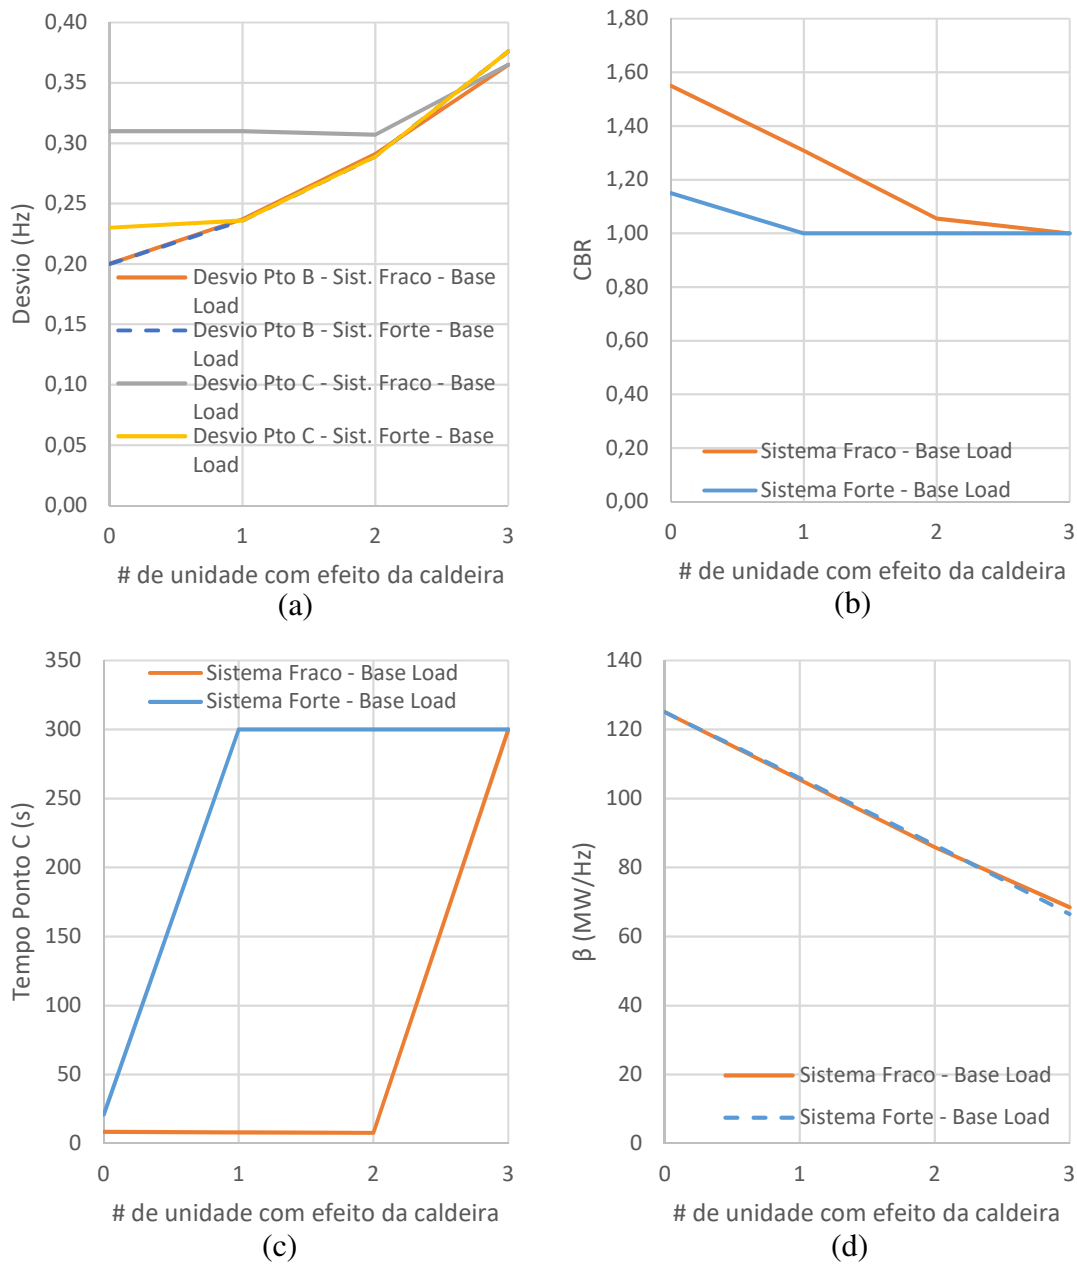 0,40
0,35
0,30
0,25
0,20
0,15
0,10
0,05
0,00
Desvio (Hz)
Desvio Pto B - Sist. Fraco - Base
Load
Desvio Pto B - Sist. Forte - Base
Load
Desvio Pto C - Sist. Fraco - Base
Load
Desvio Pto C - Sist. Forte - Base
Load
0 1 2 3
# de unidade com efeito da caldeira
(a)
1,80
1,60
1,40
1,20
1,00
0,80
0,60
0,40
0,20
0,00
CBR
Sistema Fraco - Base Load
Sistema Forte - Base Load
0 1 2 3
# de unidade com efeito da caldeira
(b)
350
300
250
200
150
100
50
0
Tempo Ponto C (s)
Sistema Fraco - Base Load
Sistema Forte - Base Load
0 1 2 3
# de unidade com efeito da caldeira
(c)
140
120
100
80
60
40
20
0
β (MW/Hz)
Sistema Fraco - Base Load
Sistema Forte - Base Load
0 1 2 3
# de unidade com efeito da caldeira
(d)